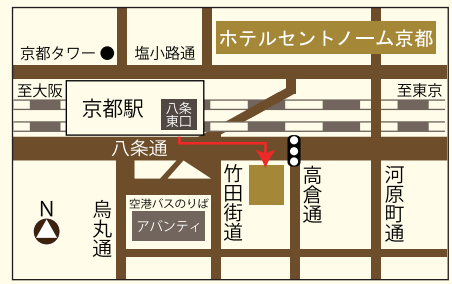 ホテルセントノーム京都
京都タワー
塩小路通
至大阪
至東京
京都駅
八条
東口
八条通
竹田街道
高倉通
河原町通
烏丸通
空港バスのりば
アバンティ
N